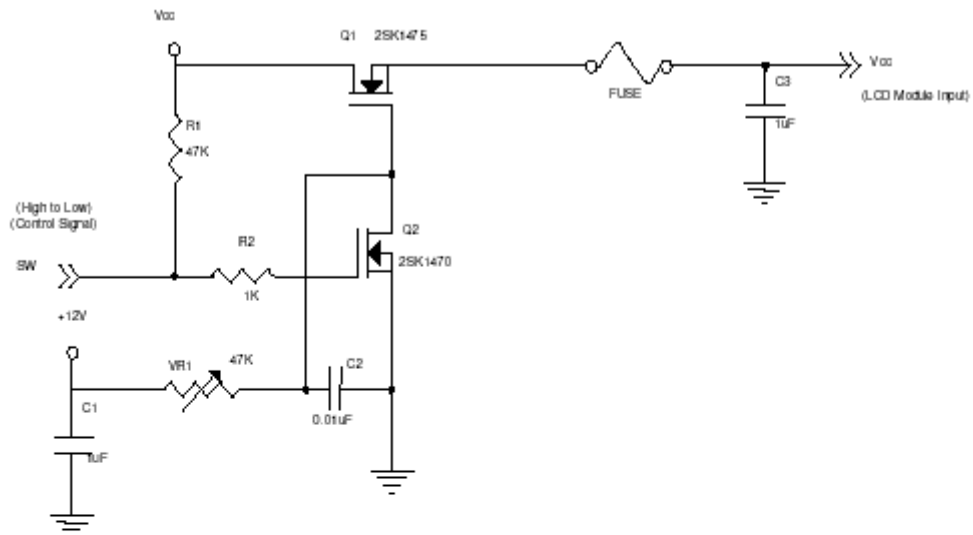 Vcc
Q1 2SK1475
Vcc
C3
FUSE
(LCD Module Input)
1uF
R1
47K
(High to Low)
(Control Signal)
R2
Q2
SW
2SK1470
1K
+12V
47K
VR1
C2
C1
0.01uF
1uF